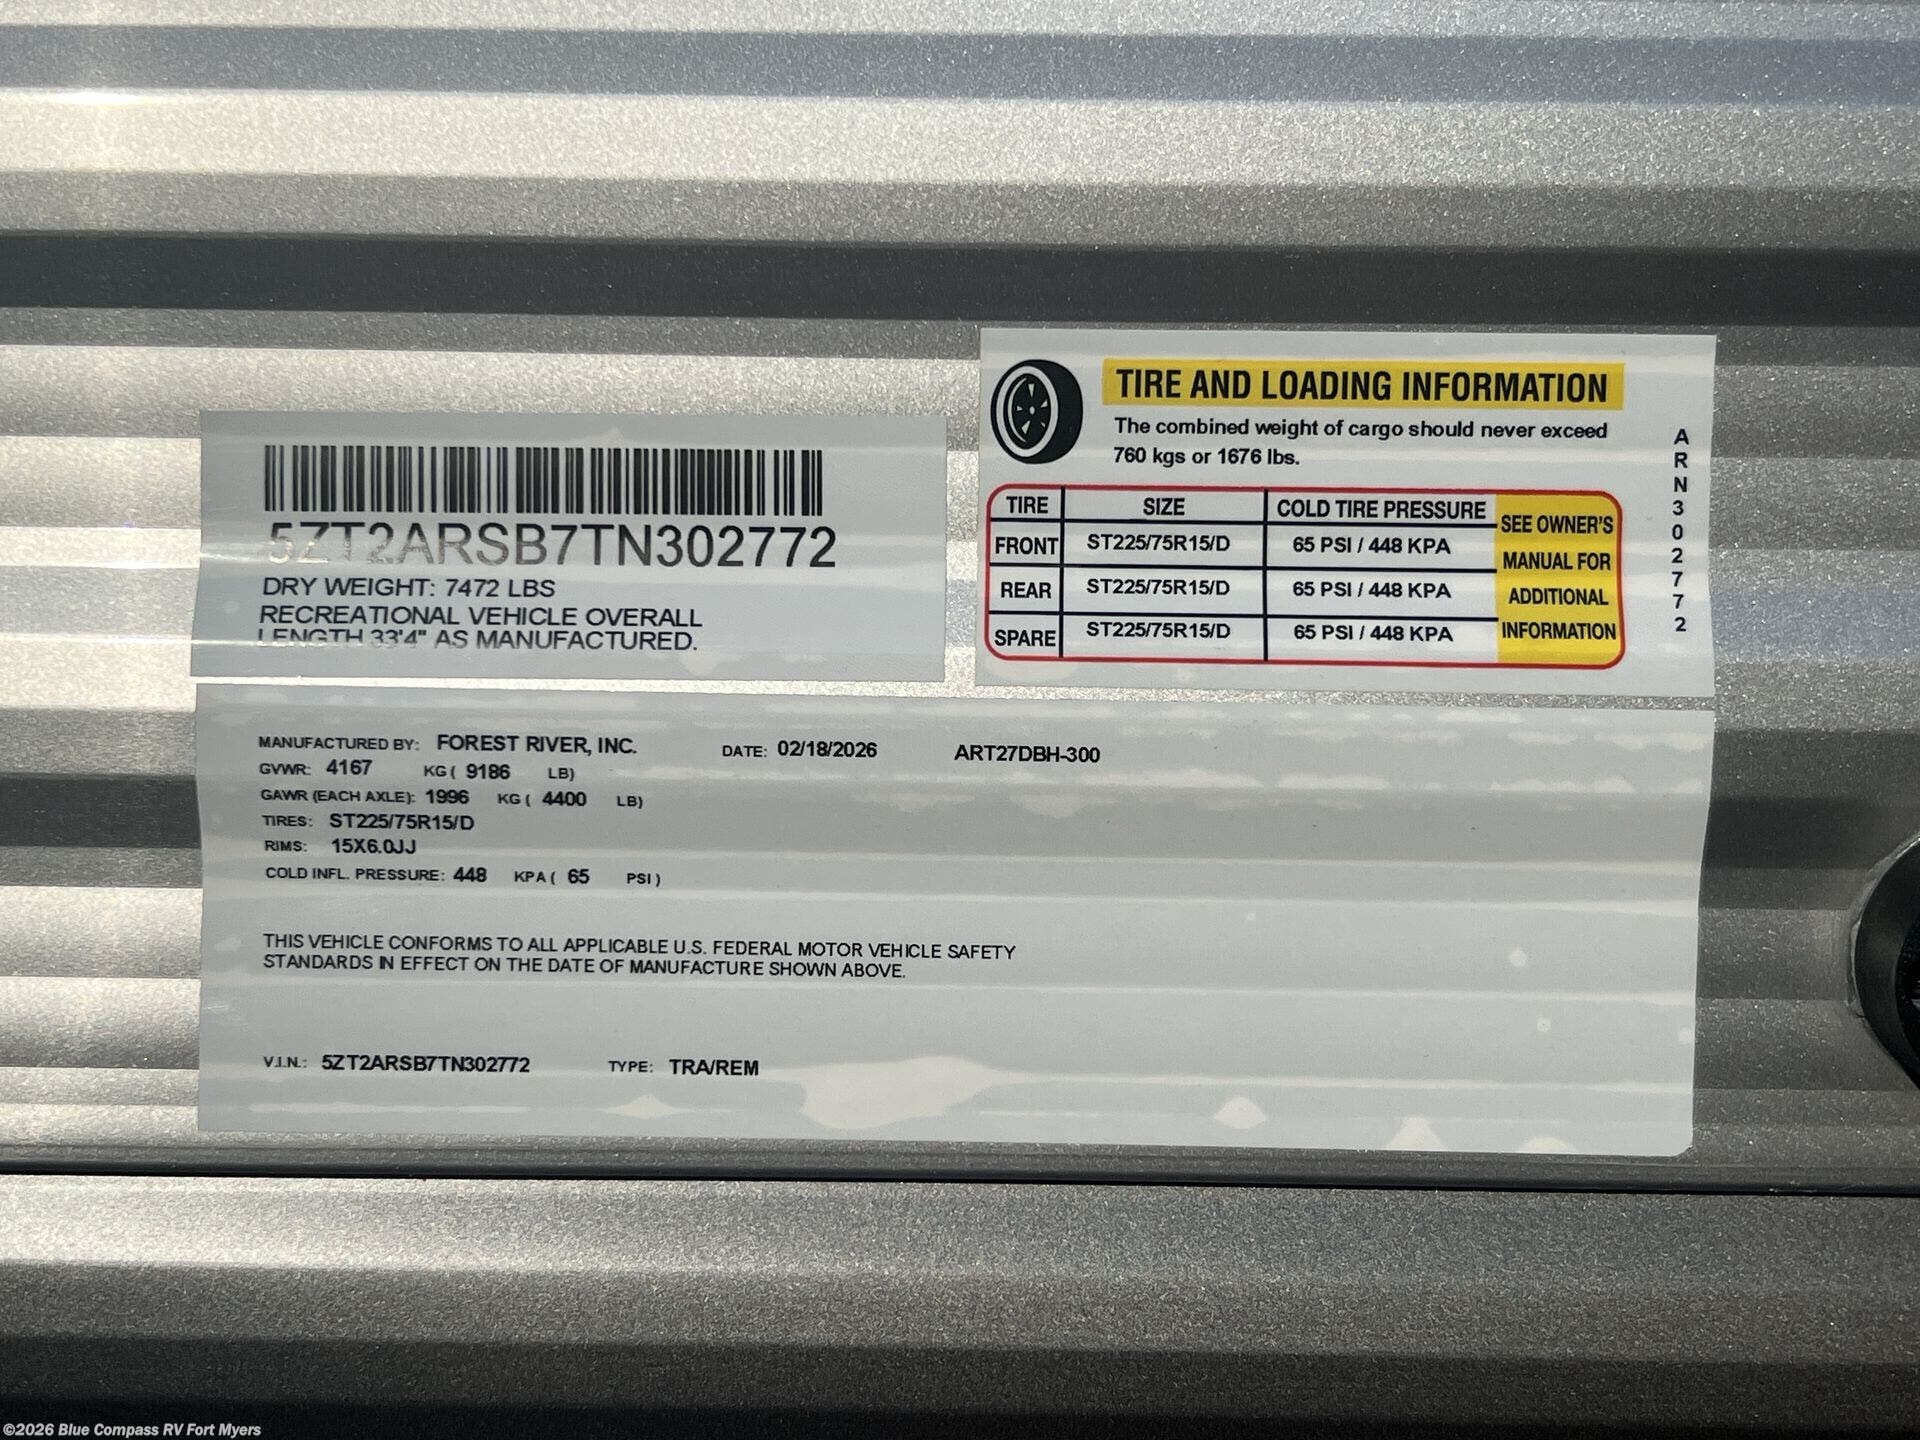 5ZT2ARSB7TN302772
DRY WEIGHT: 7472 LBS
RECREATIONAL VEHICLE OVERALL
LENGTH 33'4" AS MANUFACTURED.
TIRE AND LOADING INFORMATION
The combined weight of cargo should never exceed
760 kgs or 1676 lbs.
TIRE SIZE COLD TIRE PRESSURE
FRONT ST225/75R15/D 65 PSI / 448 KPA
REAR ST225/75R15/D 65 PSI / 448 KPA
SPARE ST225/75R15/D 65 PSI / 448 KPA
SEE OWNER'S
MANUAL FOR
ADDITIONAL
INFORMATION
ARN302772
MANUFACTURED BY: FOREST RIVER, INC. DATE: 02/18/2026 ART27DBH-300
GVWR: 4167 KG ( 9186 LB)
GAWR (EACH AXLE): 1996 KG ( 4400 LB)
TIRES: ST225/75R15/D
RIMS: 15X6.0JJ
COLD INFL. PRESSURE: 448 KPA ( 65 PSI )
THIS VEHICLE CONFORMS TO ALL APPLICABLE U.S. FEDERAL MOTOR VEHICLE SAFETY
STANDARDS IN EFFECT ON THE DATE OF MANUFACTURE SHOWN ABOVE.
V.I.N.: 5ZT2ARSB7TN302772 TYPE: TRA/REM
©2026 Blue Compass RV Fort Myers